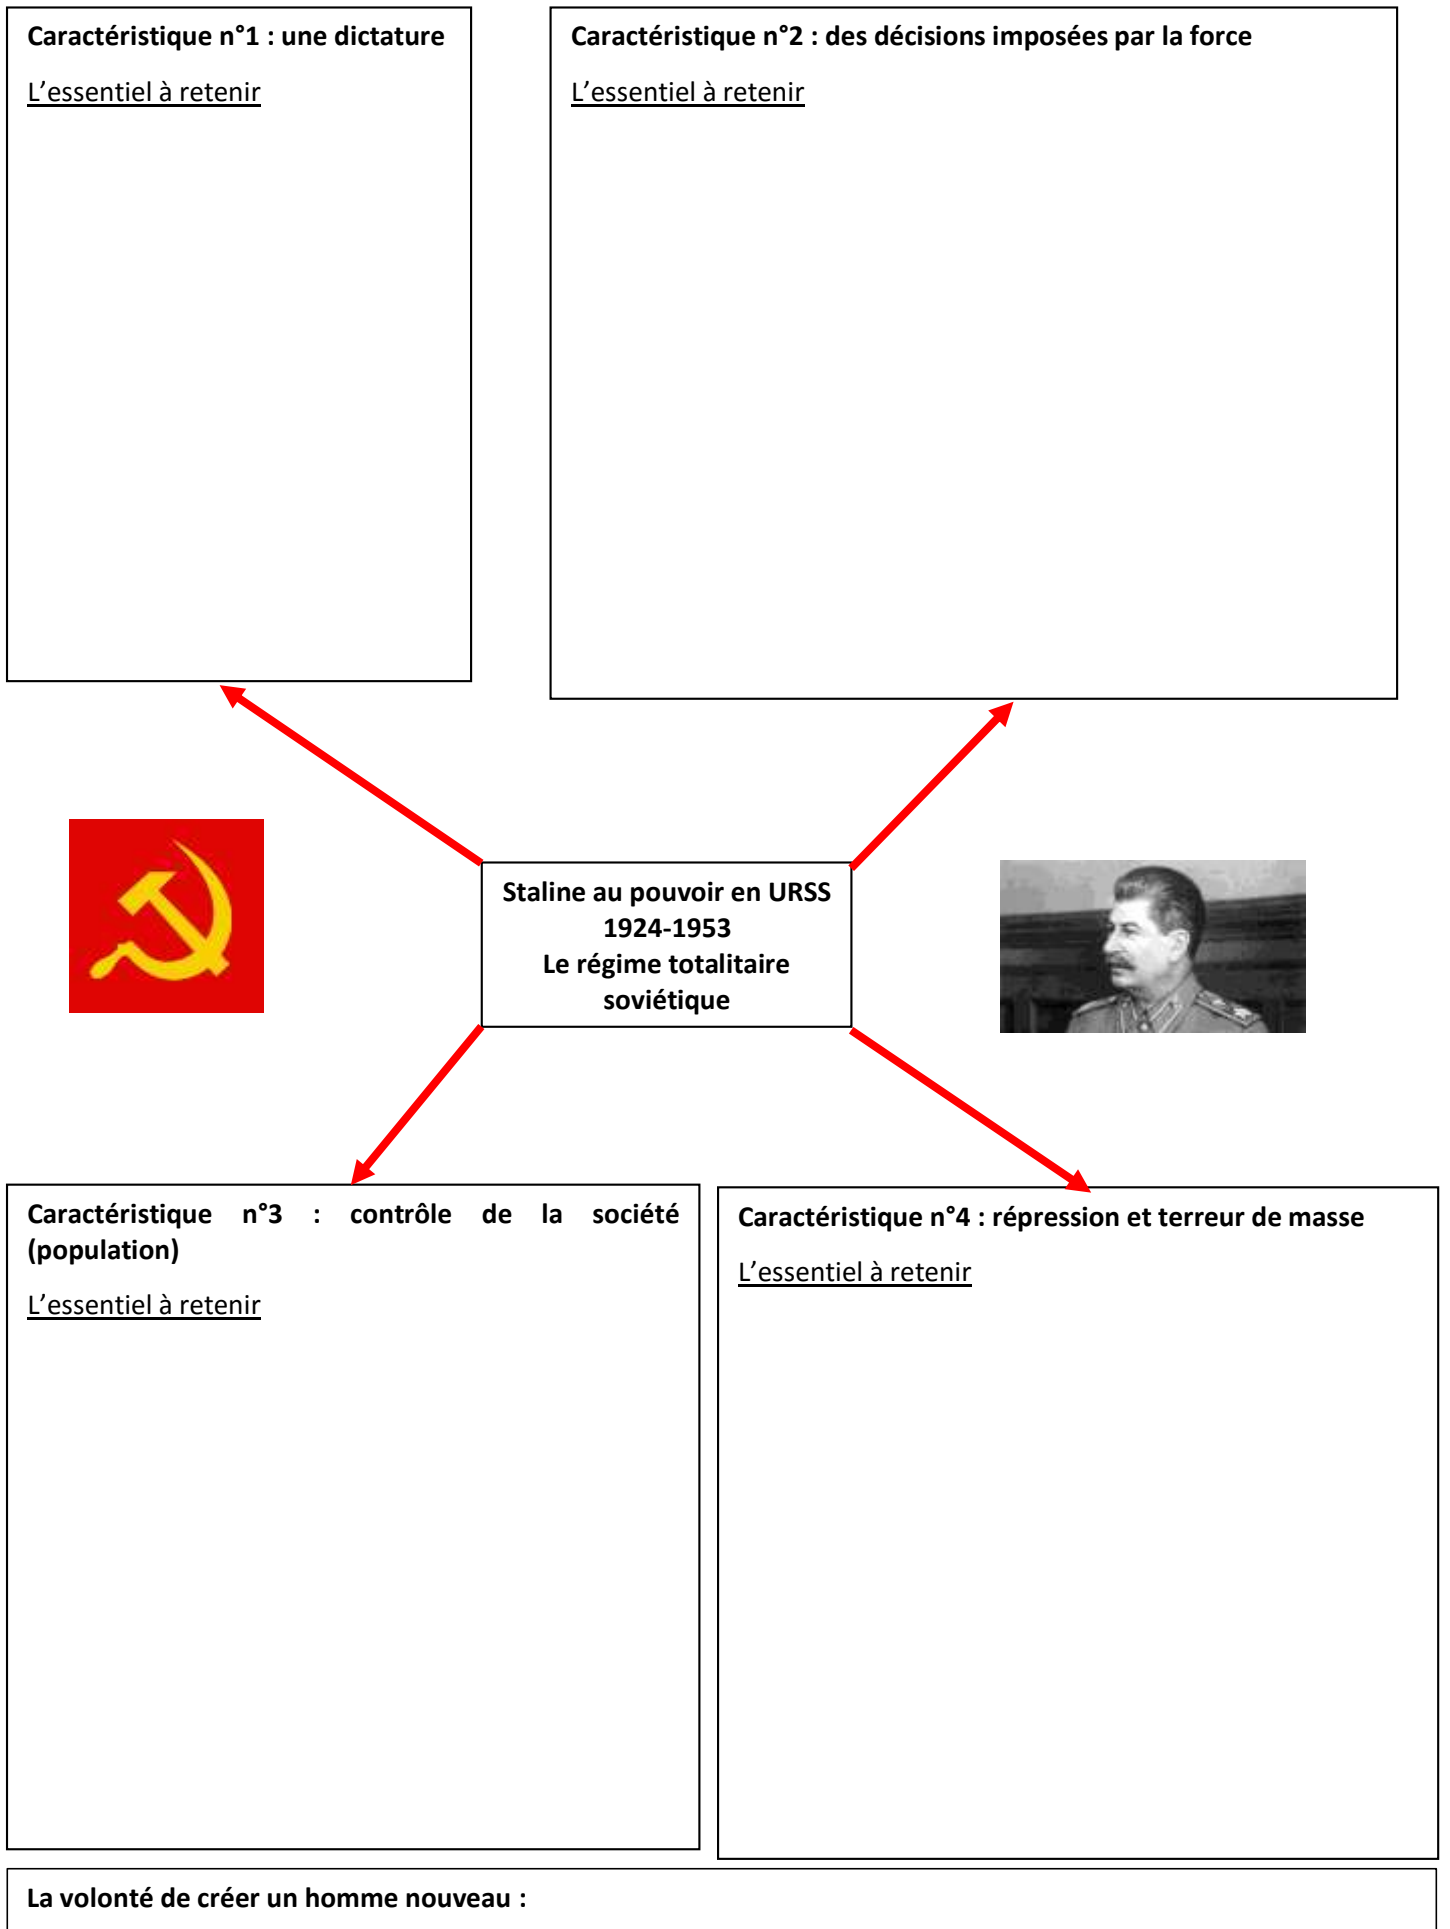 Caractéristique n°1 : une dictature
L'essentiel à retenir
Caractéristique n°2 : des décisions imposées par la force
L'essentiel à retenir
Staline au pouvoir en URSS
1924-1953
Le régime totalitaire
soviétique
Caractéristique n°3 : contrôle de la société
(population)
L'essentiel à retenir
Caractéristique n°4 : répression et terreur de masse
L'essentiel à retenir
La volonté de créer un homme nouveau :